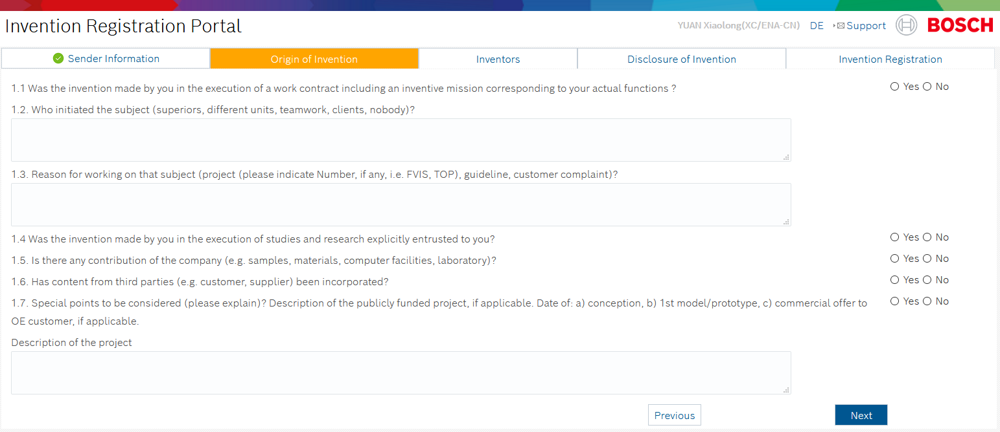 Invention Registration Portal
YUAN Xiaolong(XC/ENA-CN) DE Support BOSCH
Sender Information Origin of Invention Inventors Disclosure of Invention Invention Registration
1.1 Was the invention made by you in the execution of a work contract including an inventive mission corresponding to your actual functions ? Yes No
1.2. Who initiated the subject (superiors, different units, teamwork, clients, nobody)?
1.3. Reason for working on that subject (project (please indicate Number, if any, i.e. FVIS, TOP), guideline, customer complaint)?
1.4 Was the invention made by you in the execution of studies and research explicitly entrusted to you? Yes No
1.5. Is there any contribution of the company (e.g. samples, materials, computer facilities, laboratory)? Yes No
1.6. Has content from third parties (e.g. customer, supplier) been incorporated? Yes No
1.7. Special points to be considered (please explain)? Description of the publicly funded project, if applicable. Date of: a) conception, b) 1st model/prototype, c) commercial offer to Yes No
OE customer, if applicable.
Description of the project
Previous Next